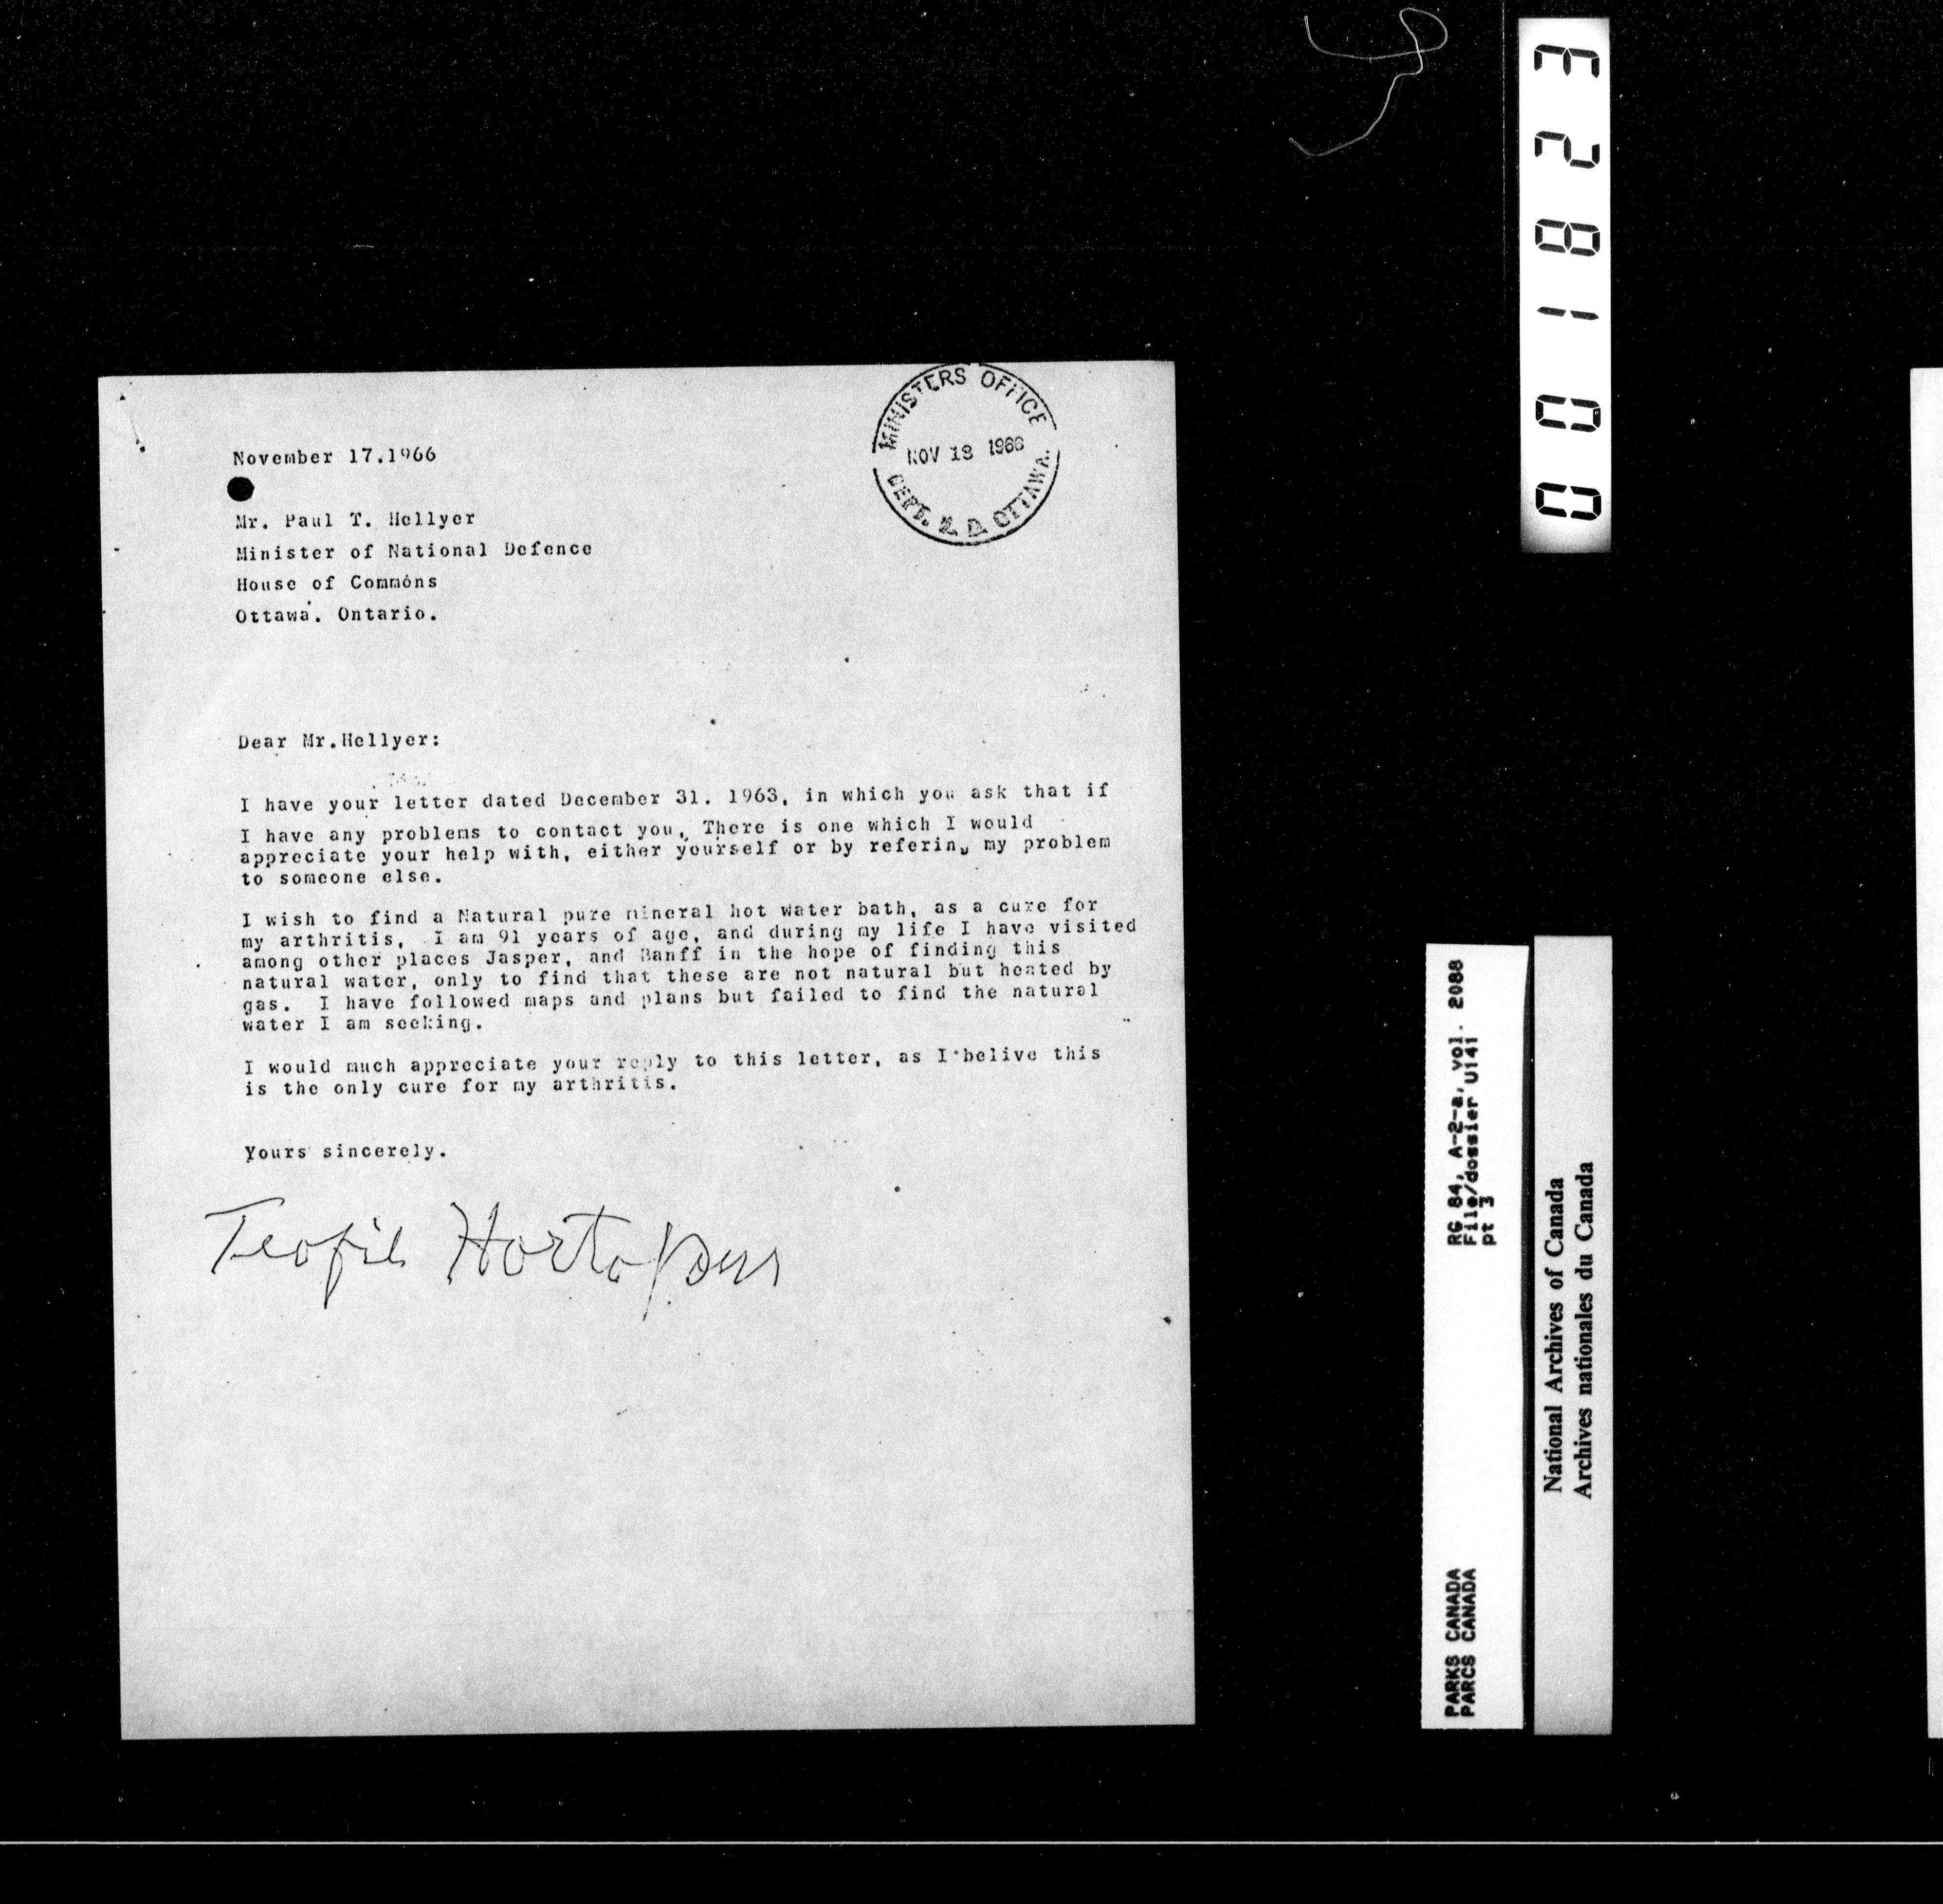 November 17.1966
MINISTERS OFFICE
NOV 18 1966
DEPT. N. D. OTTAWA.
Mr. Paul T. Hellyer
Minister of National Defence
House of Commons
Ottawa. Ontario.
Dear Mr.Hellyer:
I have your letter dated December 31. 1963, in which you ask that if
I have any problems to contact you. There is one which I would
appreciate your help with, either yourself or by refering my problem
to someone else.
I wish to find a Natural pure mineral hot water bath, as a cure for
my arthritis, I am 91 years of age, and during my life I have visited
among other places Jasper, and Banff in the hope of finding this
natural water, only to find that these are not natural but heated by
gas. I have followed maps and plans but failed to find the natural
water I am seeking.
I would much appreciate your reply to this letter, as I belive this
is the only cure for my arthritis.
Yours sincerely.
Teofil
001823
RG 84, A-2-a, vol. 2088
File/dossier U141
pt 3
PARKS CANADA
PARCS CANADA
National Archives of Canada
Archives nationales du Canada